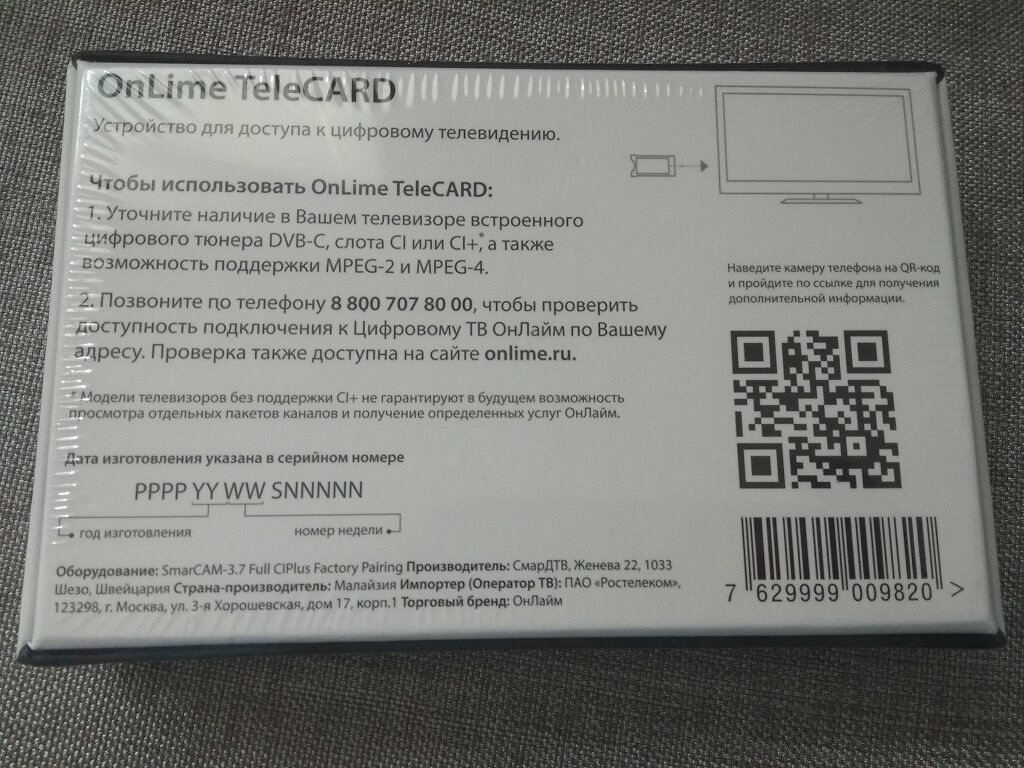 OnLime TeleCARD
Устройство для доступа к цифровому телевидению.
Чтобы использовать OnLime TeleCARD:
1. Уточните наличие в Вашем телевизоре встроенного
цифрового тюнера DVB-C, слота CI или CI+,* а также
возможность поддержки MPEG-2 и MPEG-4.
2. Позвоните по телефону 8 800 707 80 00, чтобы проверить
доступность подключения к Цифровому ТВ ОнЛайм по Вашему
адресу. Проверка также доступна на сайте onlime.ru.
* Модели телевизоров без поддержки CI+ не гарантируют в будущем возможность
просмотра отдельных пакетов каналов и получение определенных услуг ОнЛайм.
Дата изготовления указана в серийном номере
PPPP YY WW SNNNNN
год изготовления
номер недели
Оборудование: SmarCAM-3.7 Full CIPlus Factory Pairing Производитель: СмарДТВ, Женева 22, 1033
Шезо, Швейцария Страна-производитель: Малайзия Импортер (Оператор ТВ): ПАО «Ростелеком»,
123298, г. Москва, ул. 3-я Хорошевская, дом 17, корп.1 Торговый бренд: ОнЛайм
Наведите камеру телефона на QR-код
и пройдите по ссылке для получения
дополнительной информации.
7 629999 009820 >